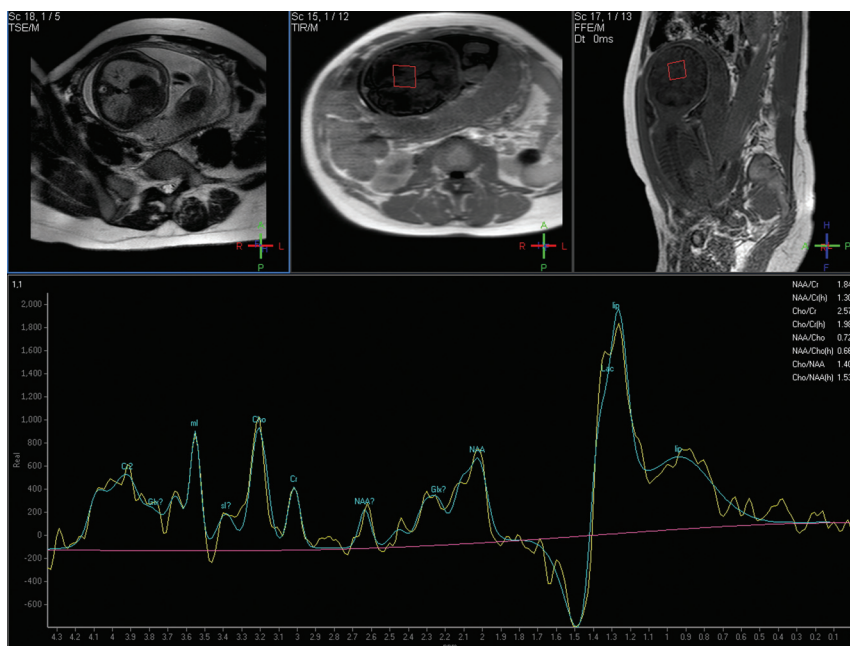 Sc 18, 1 / 5
TSE/M
Sc 15, 1 / 12
TIR/M
Sc 17, 1 / 13
FFE/M
Dt 0ms
A
R L
P
A
R L
P
H
A
F
1,1
NAA/Cr 1.84
NAA/Cr(h) 1.30
Cho/Cr 2.57
Cho/Cr(h) 1.98
NAA/Cho 0.72
NAA/Cho(h) 0.66
Cho/NAA 1.40
Cho/NAA(h) 1.53
2,000
1,800
1,600
1,400
1,200
1,000
800
600
400
200
0
-200
-400
-600
Real
Cr2
Glx?
mI
sI?
Cho
Cr
NAA?
Glx?
NAA
Lac
lip
lip
4.3 4.2 4.1 4 3.9 3.8 3.7 3.6 3.5 3.4 3.3 3.2 3.1 3 2.9 2.8 2.7 2.6 2.5 2.4 2.3 2.2 2.1 2 1.9 1.8 1.7 1.6 1.5 1.4 1.3 1.2 1.1 1 0.9 0.8 0.7 0.6 0.5 0.4 0.3 0.2 0.1